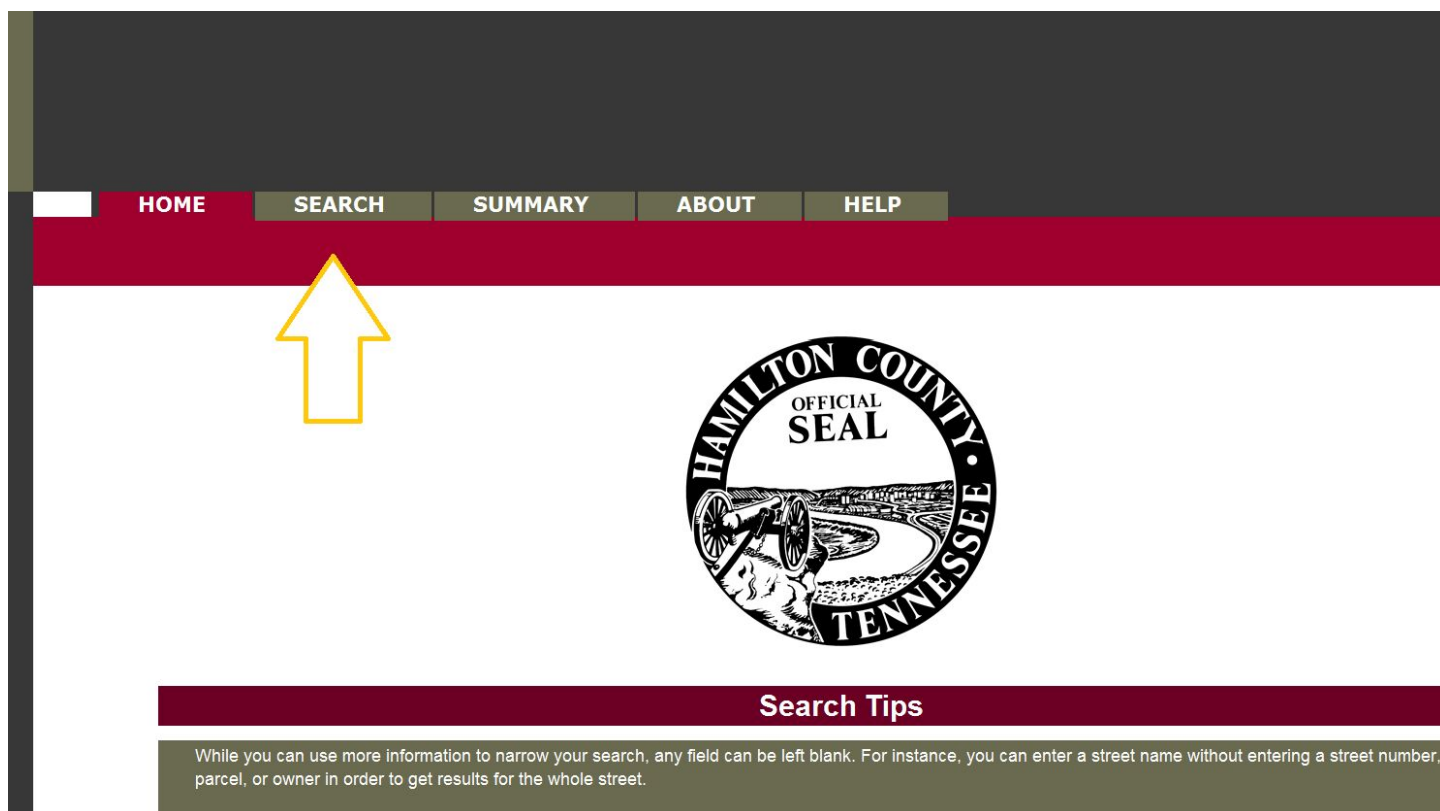 HOME SEARCH SUMMARY ABOUT HELP
HAMILTON COUNTY • TENNESSEE
OFFICIAL
SEAL
Search Tips
While you can use more information to narrow your search, any field can be left blank. For instance, you can enter a street name without entering a street number,
parcel, or owner in order to get results for the whole street.